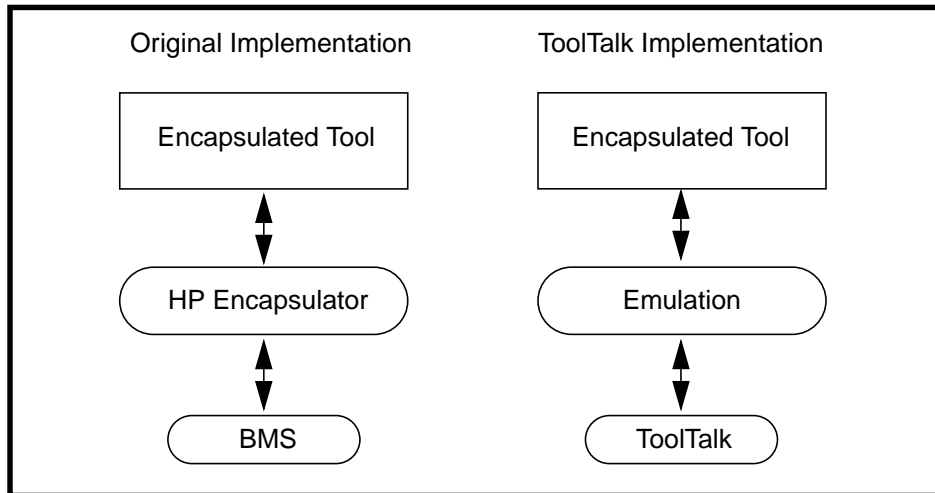 Original Implementation
ToolTalk Implementation
Encapsulated Tool
Encapsulated Tool
HP Encapsulator
Emulation
BMS
ToolTalk